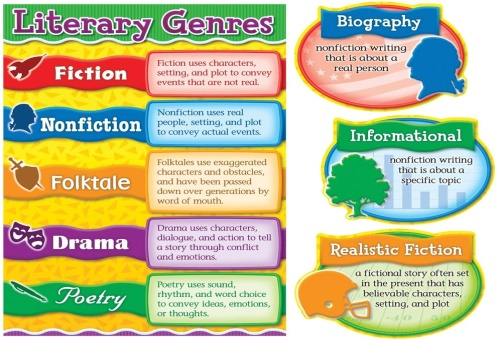 Literary Genres
Fiction
Fiction uses characters,
setting, and plot to convey
events that are not real.
Nonfiction
Nonfiction uses real
people, setting, and plot
to convey actual events.
Folktale
Folktales use exaggerated
characters and obstacles,
and have been passed
down over generations by
word of mouth.
Drama
Drama uses characters,
dialogue, and action to tell
a story through conflict
and emotions.
Poetry
Poetry uses sound,
rhythm, and word choice
to convey ideas, emotions,
or thoughts.
Biography
nonfiction writing
that is about a
real person
Informational
nonfiction writing
that is about a
specific topic
Realistic Fiction
a fictional story often set
in the present that has
believable characters,
setting, and plot